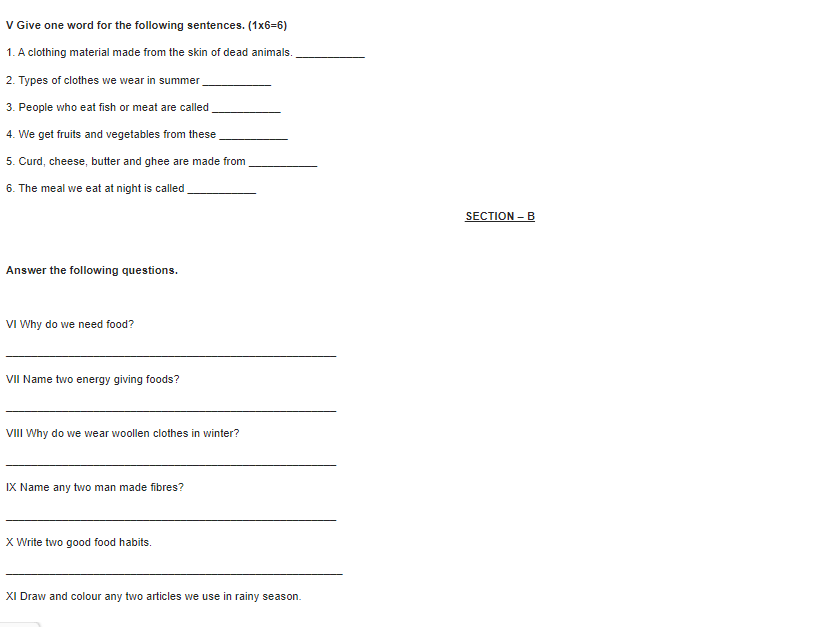 V Give one word for the following sentences. (1x6=6)
1. A clothing material made from the skin of dead animals. ___________
2. Types of clothes we wear in summer ___________
3. People who eat fish or meat are called ___________
4. We get fruits and vegetables from these ___________
5. Curd, cheese, butter and ghee are made from ___________
6. The meal we eat at night is called ___________
SECTION – B
Answer the following questions.
VI Why do we need food?
_____________________________________________________
VII Name two energy giving foods?
_____________________________________________________
VIII Why do we wear woollen clothes in winter?
_____________________________________________________
IX Name any two man made fibres?
_____________________________________________________
X Write two good food habits.
______________________________________________________
XI Draw and colour any two articles we use in rainy season.